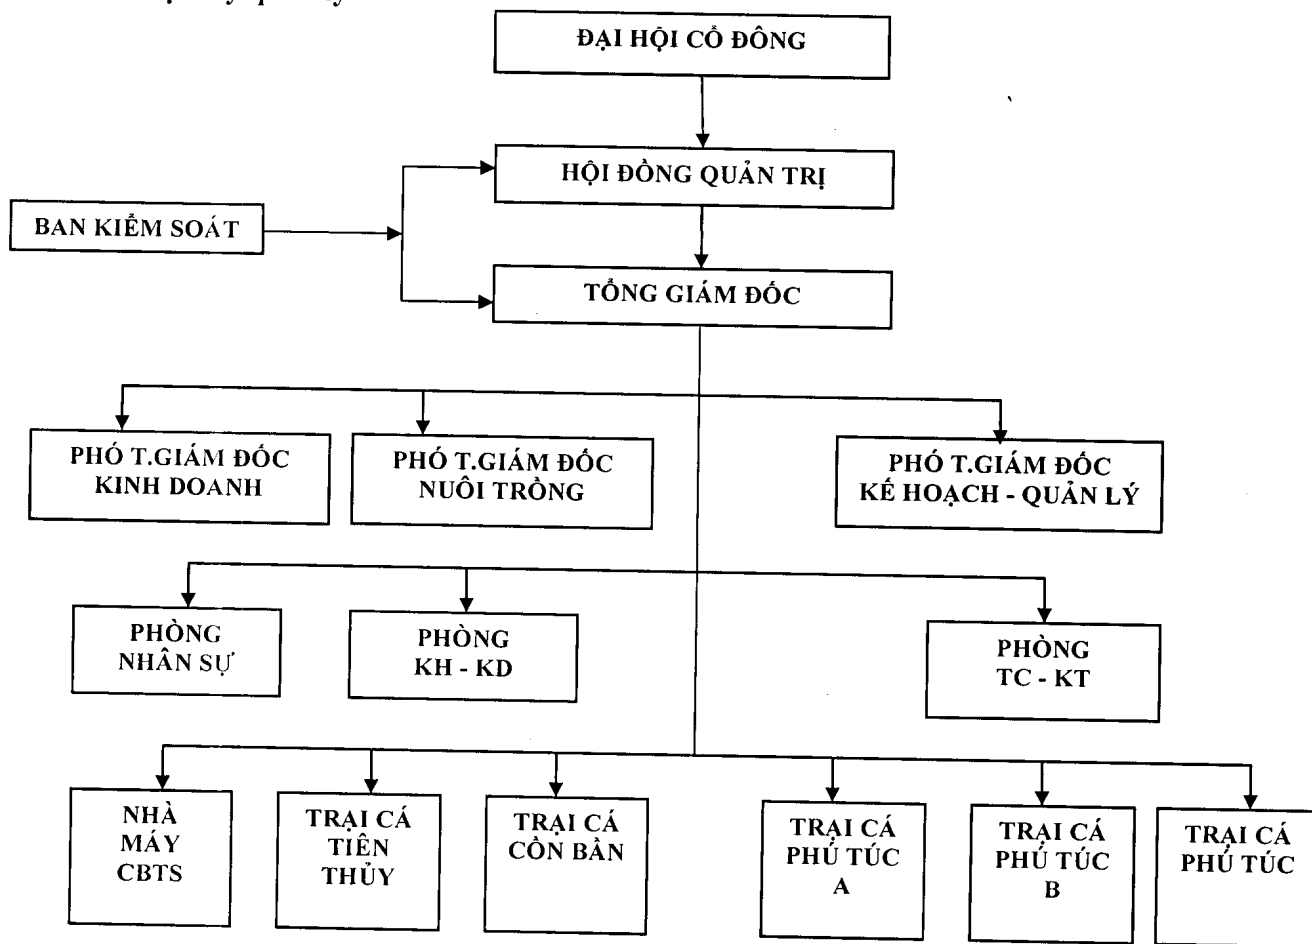 ĐẠI HỘI CỔ ĐÔNG
HỘI ĐỒNG QUẢN TRỊ
BAN KIỂM SOÁT
TỔNG GIÁM ĐỐC
PHÓ T.GIÁM ĐỐC
KINH DOANH
PHÓ T.GIÁM ĐỐC
NUÔI TRỒNG
PHÓ T.GIÁM ĐỐC
KẾ HOẠCH - QUẢN LÝ
PHÒNG
NHÂN SỰ
PHÒNG
KH - KD
PHÒNG
TC - KT
NHÀ
MÁY
CBTS
TRẠI CÁ
TIÊN
THỦY
TRẠI CÁ
CỒN BẦN
TRẠI CÁ
PHÚ TÚC
A
TRẠI CÁ
PHÚ TÚC
B
TRẠI CÁ
PHÚ TÚC